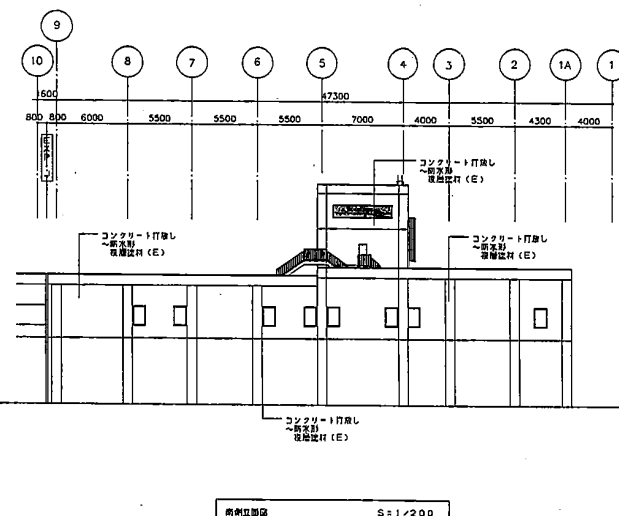 9
10 8 7 6 5 4 3 2 1A 1
1600 47300
800 800 6000 5500 5500 5500 7000 4000 5500 4300 4000
コンクリート打放し
~防水形
複層塗材(E)
コンクリート打放し
~防水形
複層塗材(E)
コンクリート打放し
~防水形
複層塗材(E)
コンクリート打放し
~防水形
複層塗材(E)
南側立面図 S=1/200